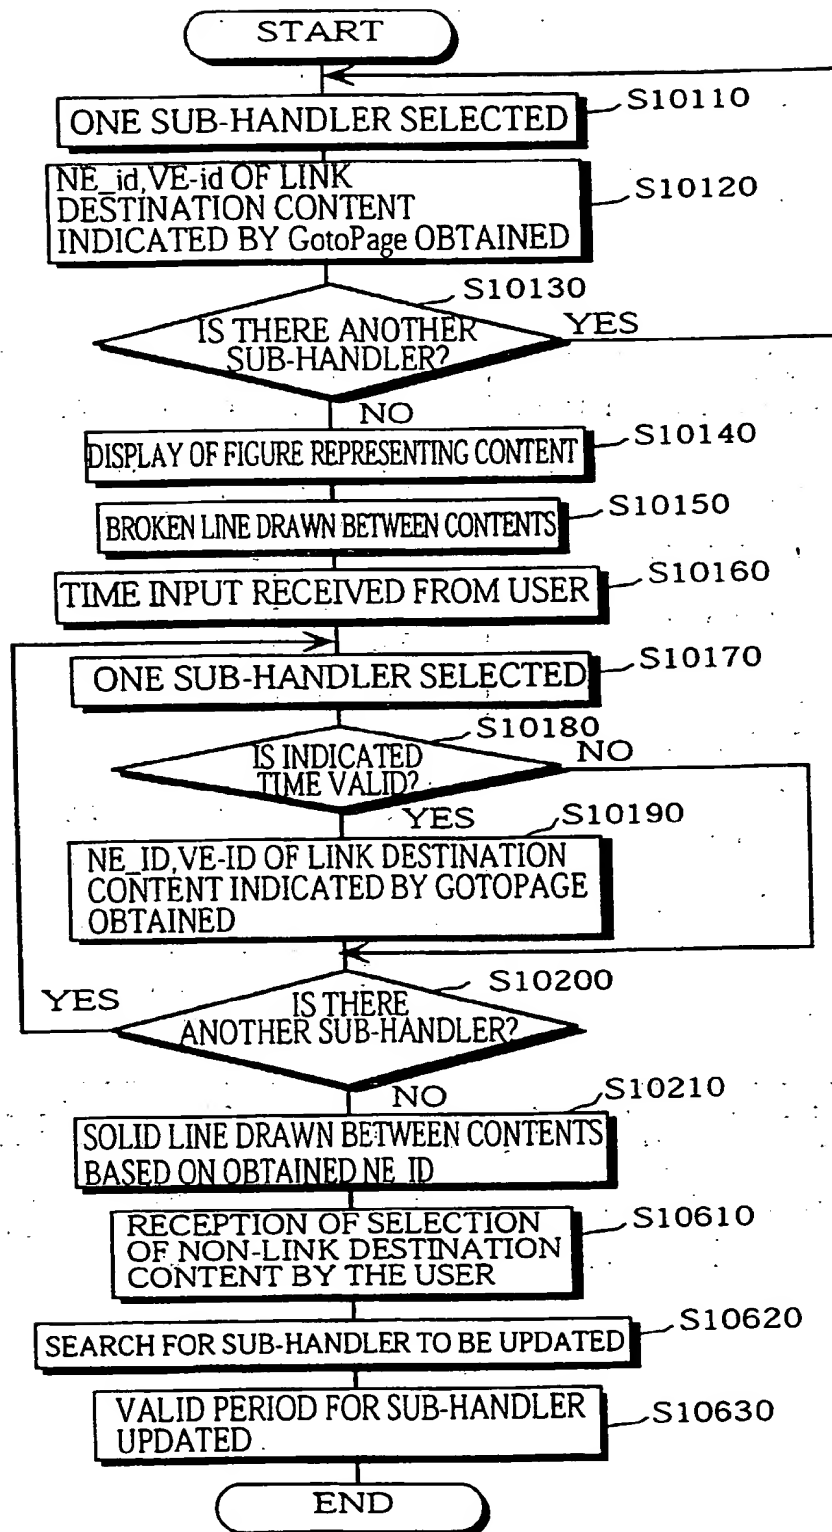 START
ONE SUB-HANDLER SELECTED
S10110
NE_id,VE-id OF LINK
DESTINATION CONTENT
INDICATED BY GotoPage OBTAINED
S10120
S10130
IS THERE ANOTHER
SUB-HANDLER?
YES
NO
DISPLAY OF FIGURE REPRESENTING CONTENT
S10140
BROKEN LINE DRAWN BETWEEN CONTENTS
S10150
TIME INPUT RECEIVED FROM USER
S10160
ONE SUB-HANDLER SELECTED
S10170
S10180
IS INDICATED
TIME VALID?
NO
YES
S10190
NE_ID,VE-ID OF LINK DESTINATION
CONTENT INDICATED BY GOTOPAGE
OBTAINED
S10200
YES
IS THERE
ANOTHER SUB-HANDLER?
NO
S10210
SOLID LINE DRAWN BETWEEN CONTENTS
BASED ON OBTAINED NE_ID
RECEPTION OF SELECTION
OF NON-LINK DESTINATION
CONTENT BY THE USER
S10610
SEARCH FOR SUB-HANDLER TO BE UPDATED
S10620
VALID PERIOD FOR SUB-HANDLER
UPDATED
S10630
END